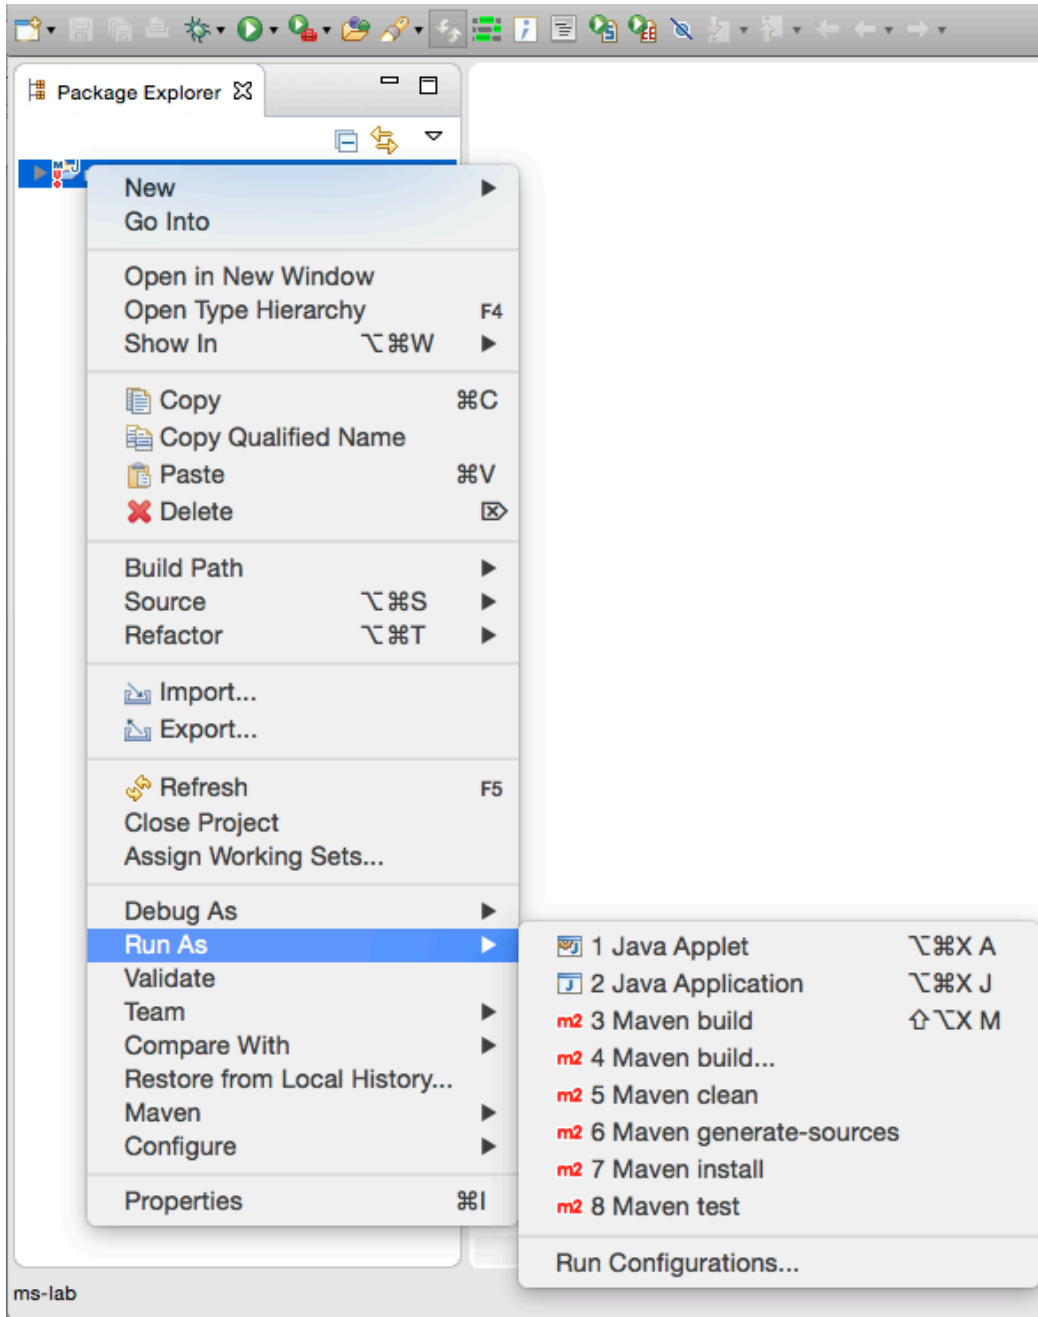 Package Explorer
New
Go Into
Open in New Window
Open Type Hierarchy F4
Show In ⌥⌘W
Copy ⌘C
Copy Qualified Name
Paste ⌘V
Delete ⌦
Build Path
Source ⌥⌘S
Refactor ⌥⌘T
Import...
Export...
Refresh F5
Close Project
Assign Working Sets...
Debug As
Run As
Validate
Team
Compare With
Restore from Local History...
Maven
Configure
Properties ⌘I
1 Java Applet ⌥⌘X A
2 Java Application ⌥⌘X J
m2 3 Maven build ⇧⌥X M
m2 4 Maven build...
m2 5 Maven clean
m2 6 Maven generate-sources
m2 7 Maven install
m2 8 Maven test
Run Configurations...
ms-lab